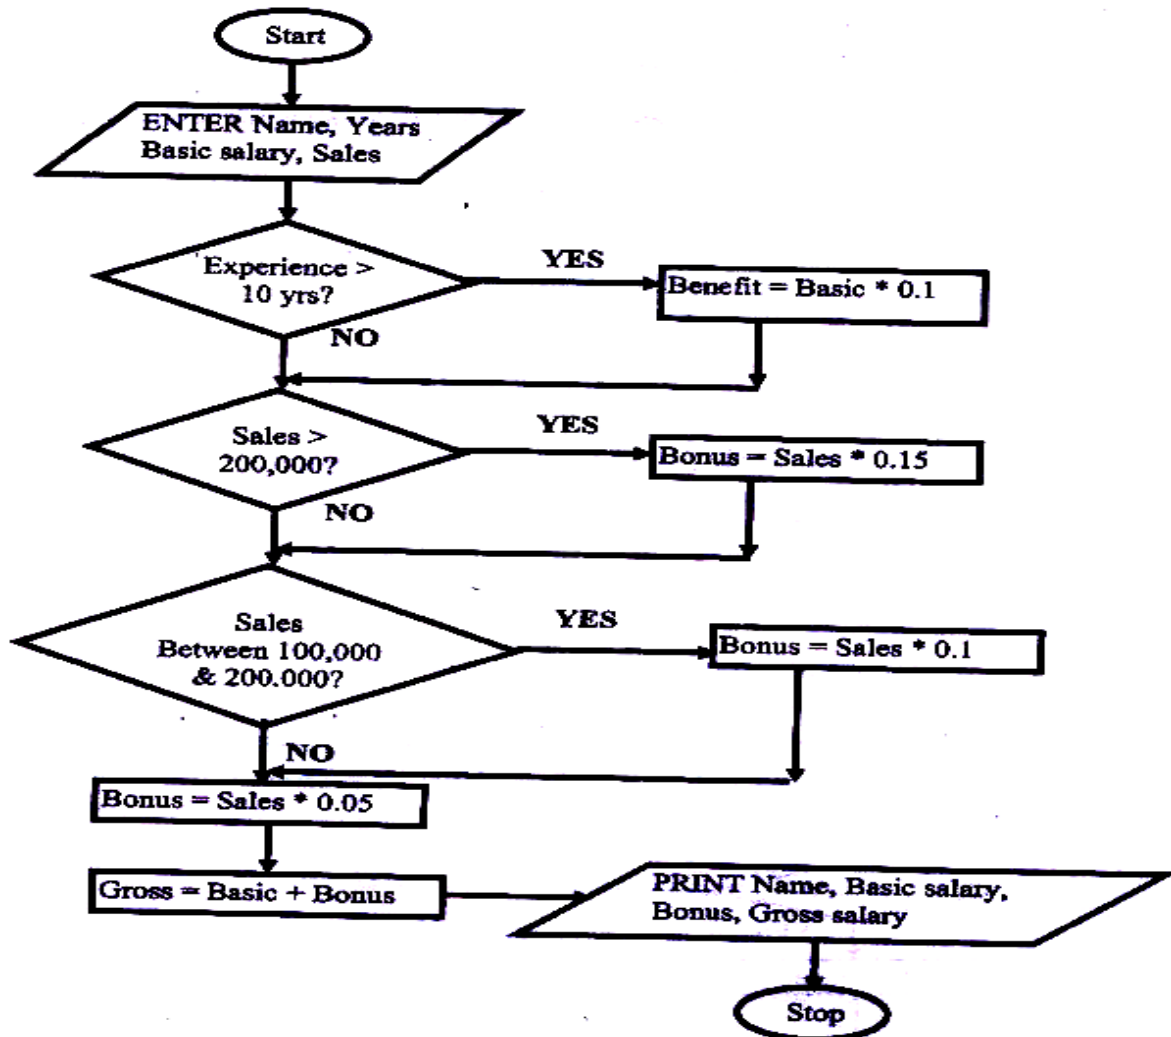 Start
ENTER Name, Years
Basic salary, Sales
Experience >
10 yrs?
YES
Benefit = Basic * 0.1
NO
Sales >
200,000?
YES
Bonus = Sales * 0.15
NO
Sales
Between 100,000
& 200.000?
YES
Bonus = Sales * 0.1
NO
Bonus = Sales * 0.05
Gross = Basic + Bonus
PRINT Name, Basic salary,
Bonus, Gross salary
Stop